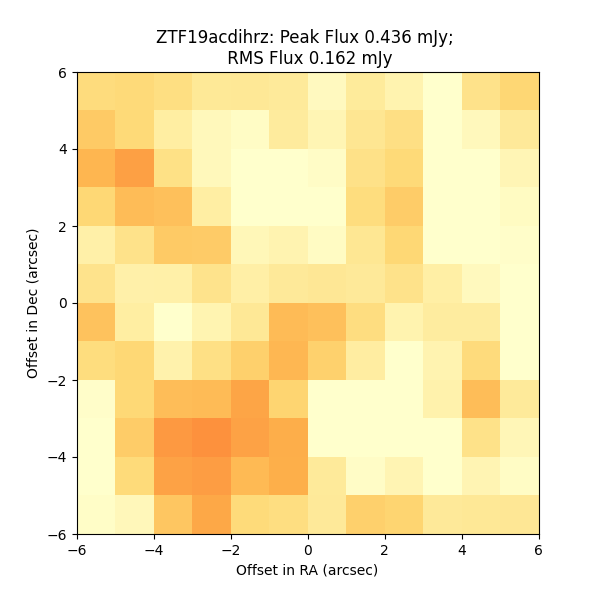 ZTF19acdihrz: Peak Flux 0.436 mJy;
RMS Flux 0.162 mJy
6
4
2
0
−2
−4
−6
Offset in Dec (arcsec)
−6 −4 −2 0 2 4 6
Offset in RA (arcsec)